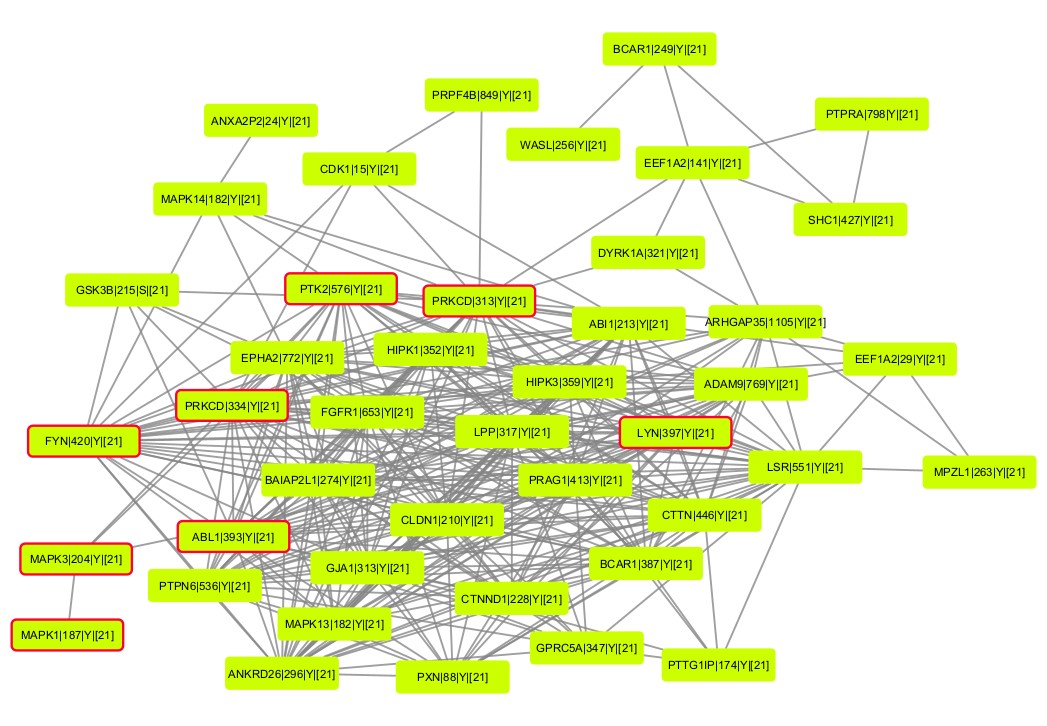 BCAR1|249|Y|[21]
PRPF4B|849|Y|[21]
PTPRA|798|Y|[21]
ANXA2P2|24|Y|[21]
WASL|256|Y|[21]
EEF1A2|141|Y|[21]
CDK1|15|Y|[21]
MAPK14|182|Y|[21]
SHC1|427|Y|[21]
DYRK1A|321|Y|[21]
GSK3B|215|S|[21]
PTK2|576|Y|[21]
PRKCD|313|Y|[21]
ABI1|213|Y|[21]
ARHGAP35|1105|Y|[21]
HIPK1|352|Y|[21]
EPHA2|772|Y|[21]
EEF1A2|29|Y|[21]
HIPK3|359|Y|[21]
ADAM9|769|Y|[21]
PRKCD|334|Y|[21]
FGFR1|653|Y|[21]
LPP|317|Y|[21]
LYN|397|Y|[21]
FYN|420|Y|[21]
LSR|551|Y|[21]
MPZL1|263|Y|[21]
BAIAP2L1|274|Y|[21]
PRAG1|413|Y|[21]
CTTN|446|Y|[21]
CLDN1|210|Y|[21]
ABL1|393|Y|[21]
MAPK3|204|Y|[21]
BCAR1|387|Y|[21]
GJA1|313|Y|[21]
PTPN6|536|Y|[21]
CTNND1|228|Y|[21]
MAPK13|182|Y|[21]
MAPK1|187|Y|[21]
GPRC5A|347|Y|[21]
PTTG1IP|174|Y|[21]
ANKRD26|296|Y|[21]
PXN|88|Y|[21]